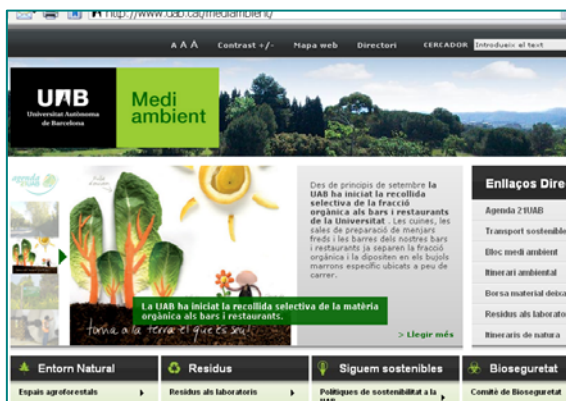 http://www.uab.cat/mediambient/
A A A Contrast +/- Mapa web Directori CERCADOR Introdueix el text
UAB
Universitat Autònoma
de Barcelona
Medi
ambient
agenda
21UAB
Des de principis de setembre la
UAB ha iniciat la recollida
selectiva de la fracció
orgànica als bars i restaurants
de la Universitat . Les cuines, les
sales de preparació de menjars
freds i les barres dels nostres bars
i restaurants ja separen la fracció
orgànica i la dipositen en els bujols
marrons específic ubicats a peu de
carrer.
> Llegir més
La UAB ha iniciat la recollida selectiva de la matèria
orgànica als bars i restaurants.
torna a la terra el que és seu!
Enllaços Dire
Agenda 21UAB
Transport sostenible
Bloc medi ambient
Itinerari ambiental
Borsa material deixa
Residus als laborator
Itineraris de natura
Entorn Natural
Residus
Siguem sostenibles
Bioseguretat
Espais agroforestals
Residus als laboratoris
Polítiques de sostenibilitat a la
UAB
Comitè de Bioseguretat